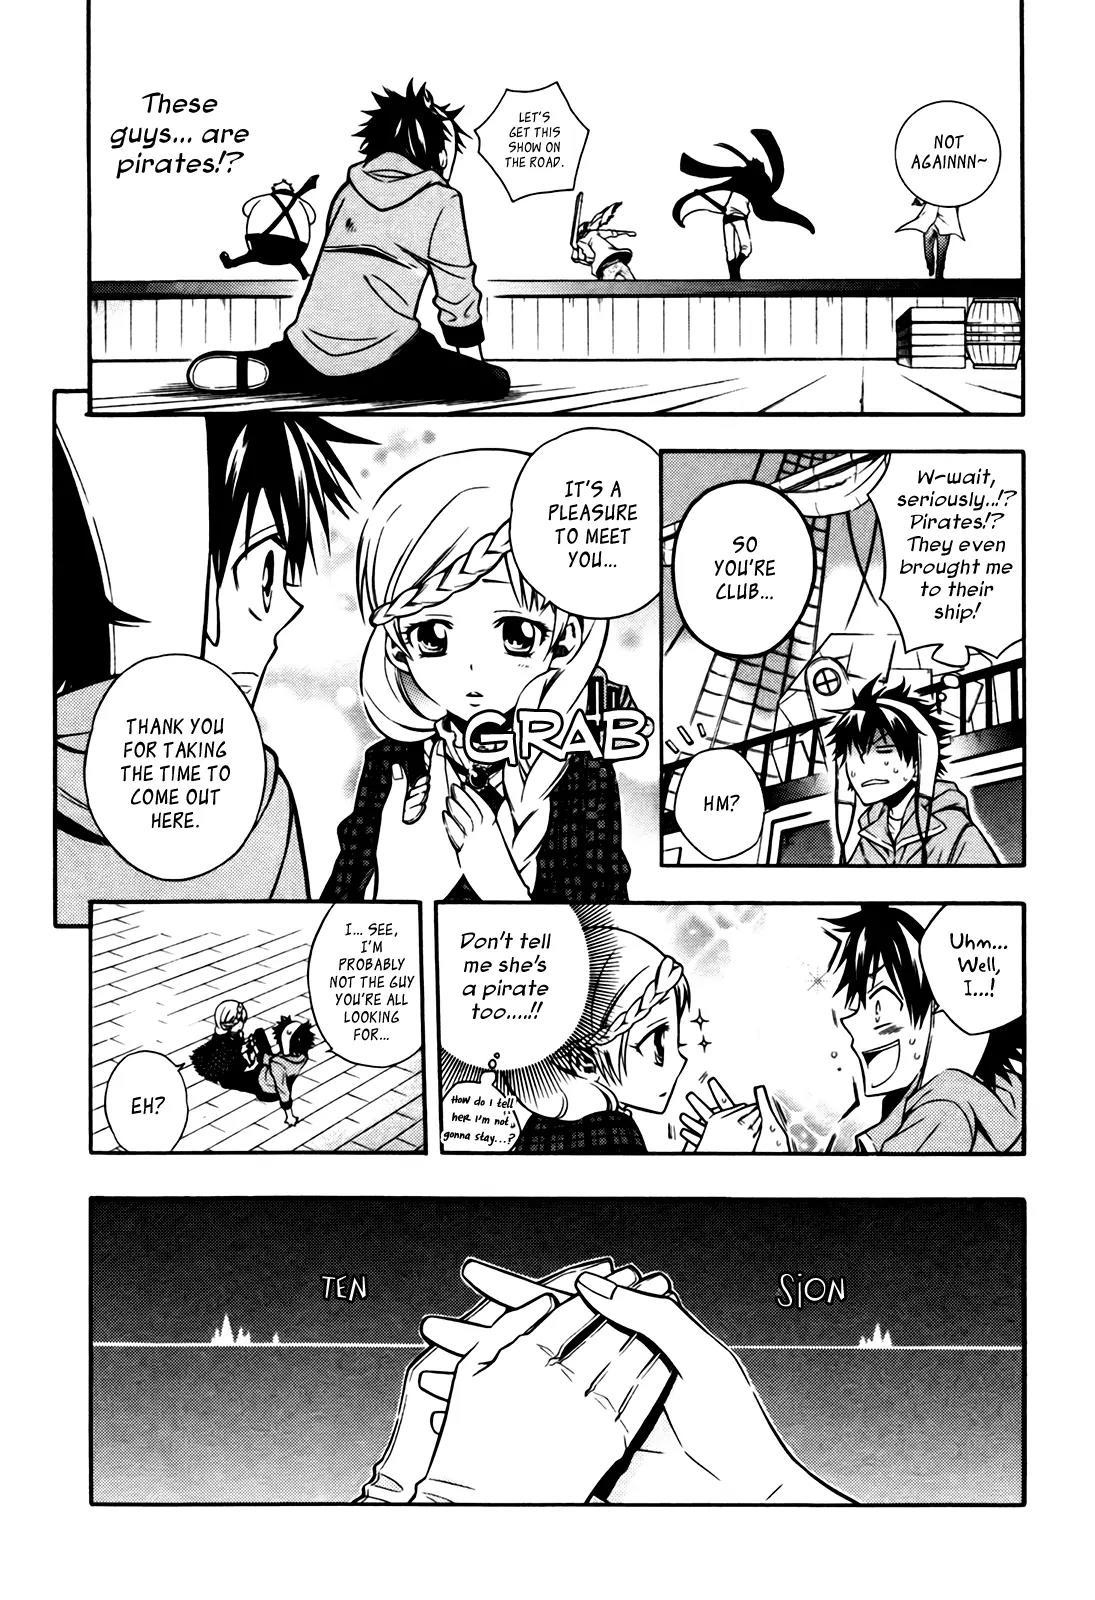 NOT
AGAINNN~
LET'S
GET THIS
SHOW ON
THE ROAD.
These
guys... are
pirates!?
W-wait,
seriously..!?
Pirates!?
They even
brought me
to their
ship!
SO
YOU'RE
CLUB...
HM?
IT'S A
PLEASURE
TO MEET
YOU...
GRAB
THANK YOU
FOR TAKING
THE TIME TO
COME OUT
HERE.
Uhm...
Well,
I...!
Don't tell
me she's
a pirate
too....!!
How do I tell
her I'm not
gonna stay...?
I... SEE,
I'M
PROBABLY
NOT THE GUY
YOU'RE ALL
LOOKING
FOR...
EH?
TEN
SION